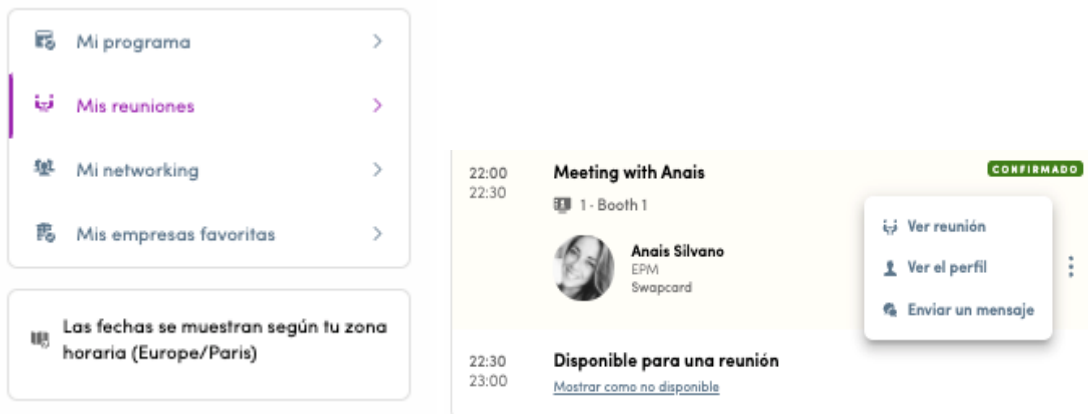 Mi programa
Mis reuniones
Mi networking
Mis empresas favoritas
Las fechas se muestran según tu zona
horaria (Europe/Paris)
22:00
22:30
Meeting with Anais
CONFIRMADO
1 - Booth 1
Anais Silvano
EPM
Swapcard
Ver reunión
Ver el perfil
Enviar un mensaje
22:30
23:00
Disponible para una reunión
Mostrar como no disponible